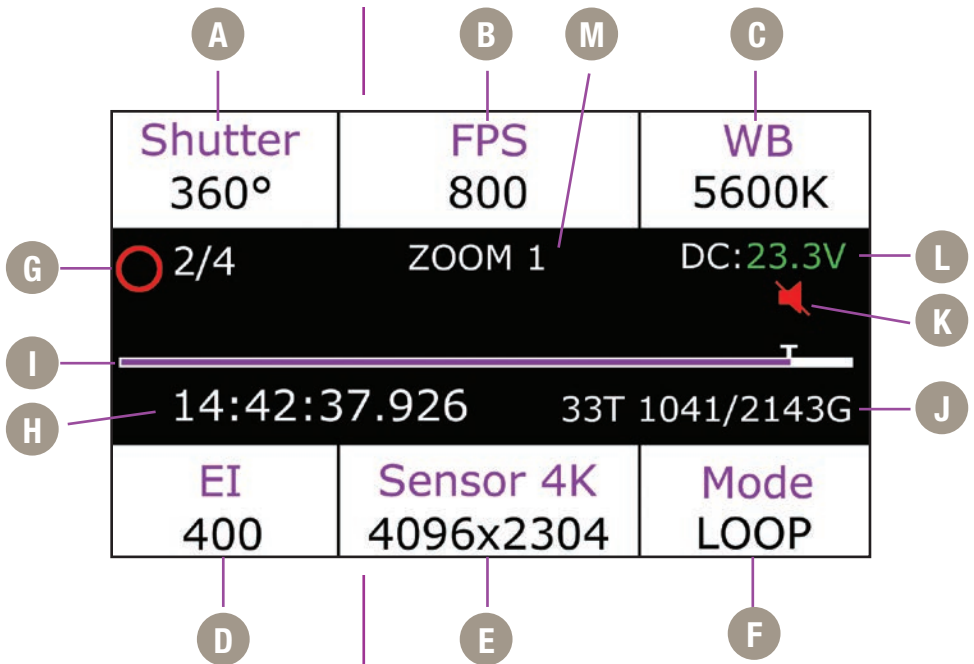 A B M C
Shutter FPS WB
360° 800 5600K
G 2/4 ZOOM 1 DC:23.3V L
K
T
I
14:42:37.926 33T 1041/2143G J
H
EI Sensor 4K Mode
400 4096x2304 LOOP
D E F